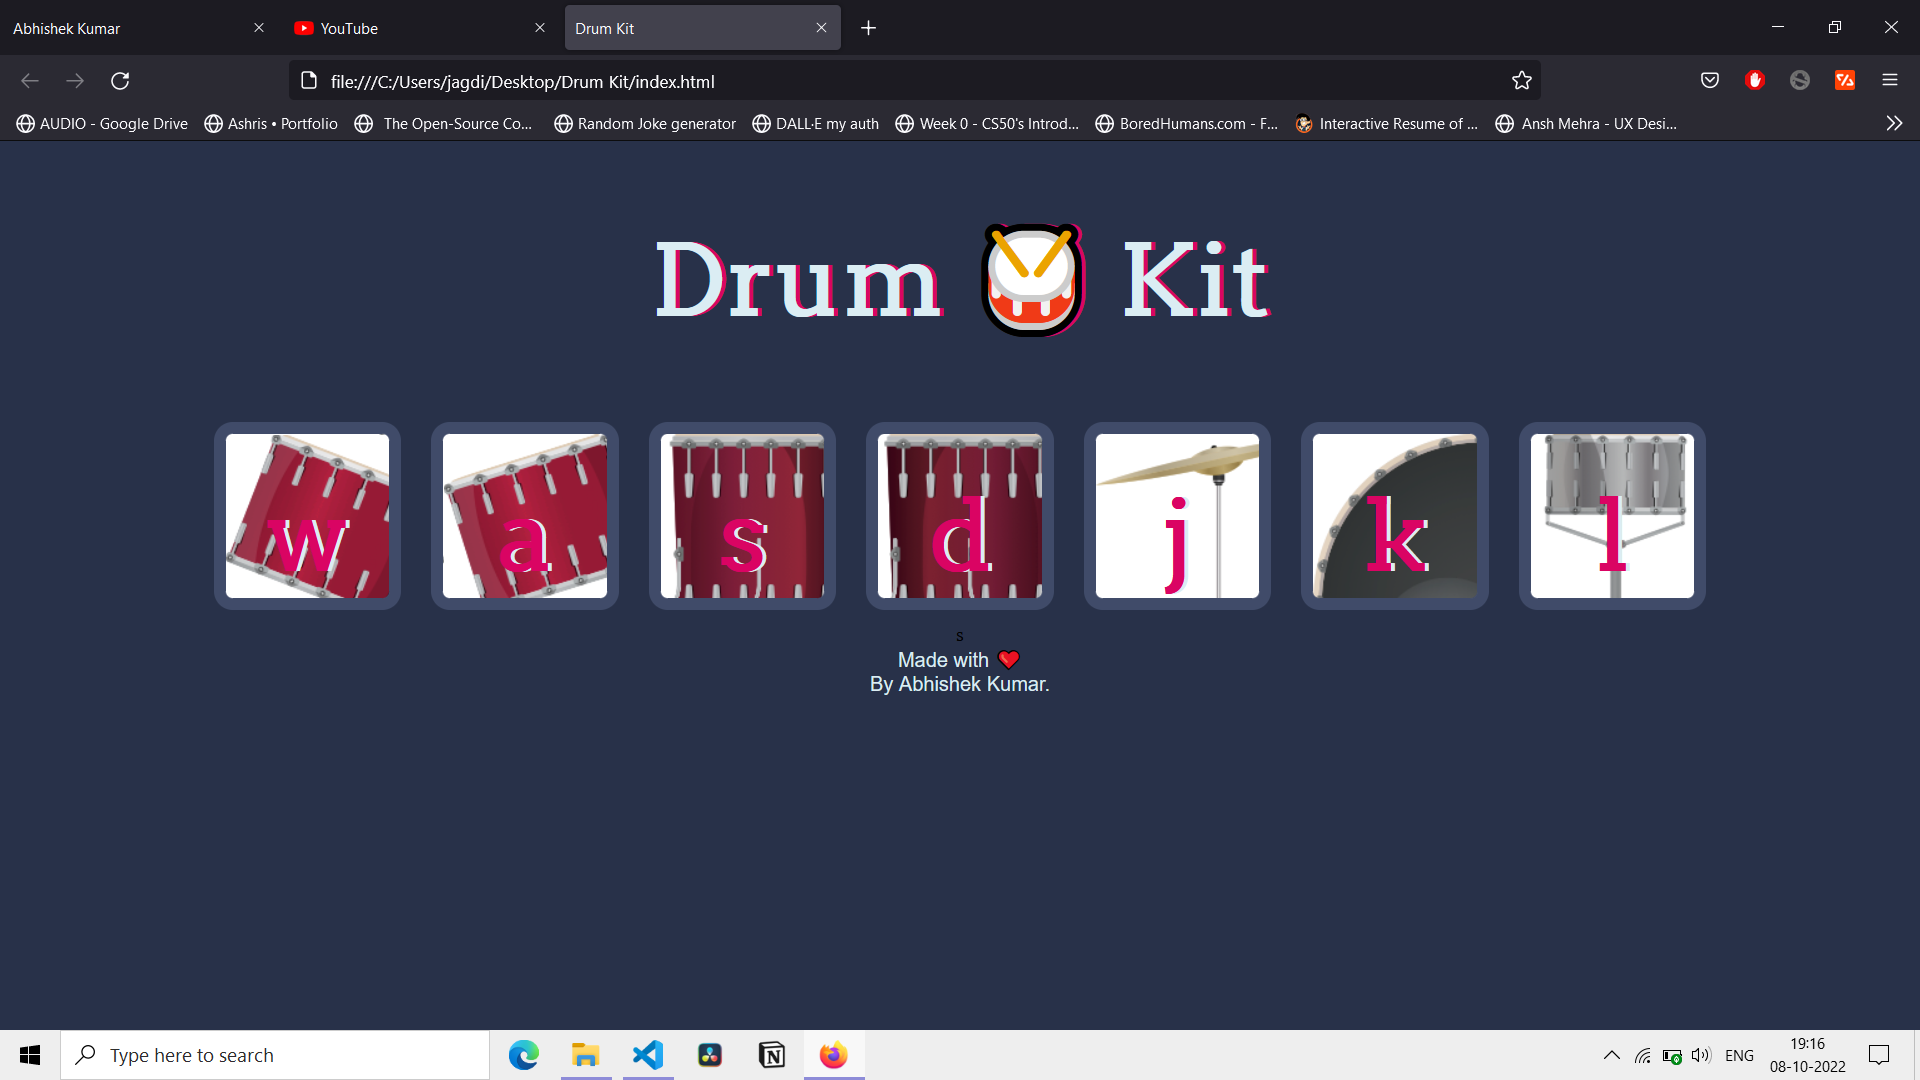 Abhishek Kumar
YouTube
Drum Kit
file:///C:/Users/jagdi/Desktop/Drum Kit/index.html
AUDIO - Google Drive
Ashris • Portfolio
The Open-Source Co...
Random Joke generator
DALL·E my auth
Week 0 - CS50's Introd...
BoredHumans.com - F...
Interactive Resume of ...
Ansh Mehra - UX Desi...
Drum 🥁 Kit
w
a
s
d
j
k
l
s
Made with ❤️
By Abhishek Kumar.
Type here to search
ENG
19:16
08-10-2022